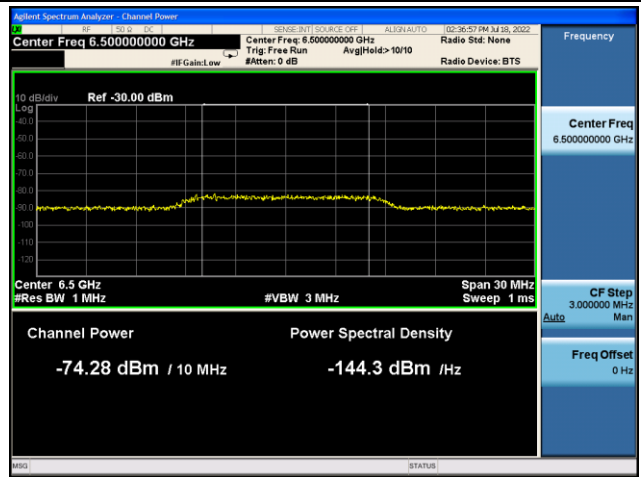 Agilent Spectrum Analyzer - Channel Power
RF 50 Ω DC SENSE:INT SOURCE OFF ALIGN AUTO 02:36:57 PM Jul 18, 2022
Center Freq 6.500000000 GHz
Center Freq: 6.500000000 GHz
Radio Std: None
Trig: Free Run Avg|Hold:> 10/10
#IFGain:Low
#Atten: 0 dB
Radio Device: BTS
Frequency
10 dB/div Ref -30.00 dBm
Log
-40.0
-50.0
-60.0
-70.0
-80.0
-90.0
-100
-110
-120
Center 6.5 GHz Span 30 MHz
#Res BW 1 MHz #VBW 3 MHz Sweep 1 ms
Channel Power Power Spectral Density
-74.28 dBm / 10 MHz -144.3 dBm /Hz
Center Freq
6.500000000 GHz
CF Step
3.000000 MHz
Auto Man
Freq Offset
0 Hz
MSG STATUS